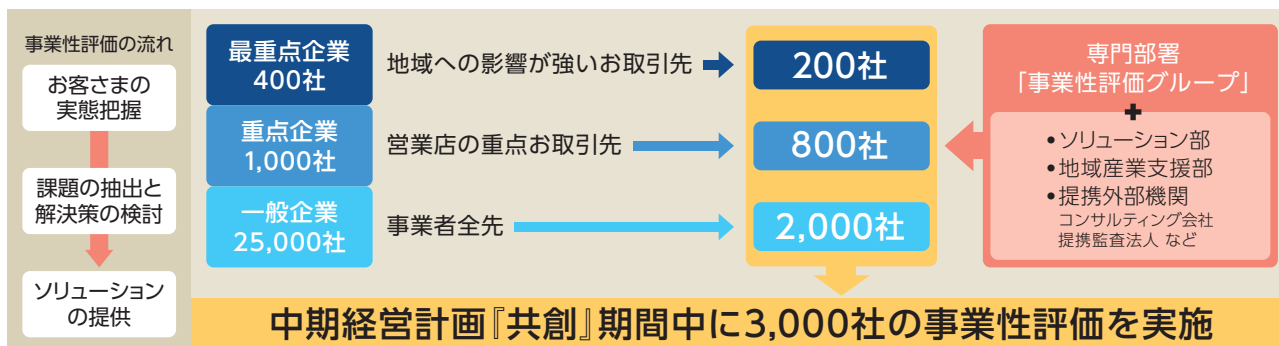 事業性評価の流れ
お客さまの
実態把握
課題の抽出と
解決策の検討
ソリューション
の提供
最重点企業
400社
地域への影響が強いお取引先
200社
重点企業
1,000社
営業店の重点お取引先
800社
一般企業
25,000社
事業者全先
2,000社
専門部署
「事業性評価グループ」
+
•ソリューション部
•地域産業支援部
•提携外部機関
コンサルティング会社
提携監査法人 など
中期経営計画『共創』期間中に3,000社の事業性評価を実施